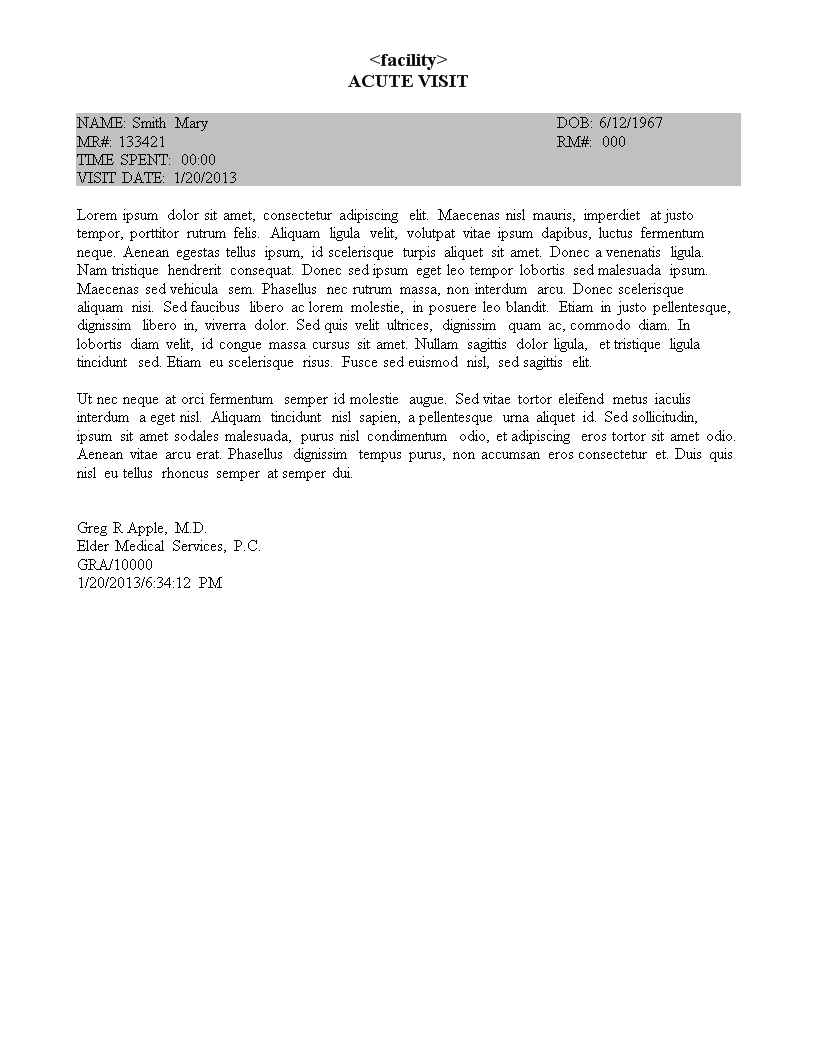 <facility>
ACUTE VISIT
NAME: Smith Mary DOB: 6/12/1967
MR#: 133421 RM#: 000
TIME SPENT: 00:00
VISIT DATE: 1/20/2013
Lorem ipsum dolor sit amet, consectetur adipiscing elit. Maecenas nisl mauris, imperdiet at justo
tempor, porttitor rutrum felis. Aliquam ligula velit, volutpat vitae ipsum dapibus, luctus fermentum
neque. Aenean egestas tellus ipsum, id scelerisque turpis aliquet sit amet. Donec a venenatis ligula.
Nam tristique hendrerit consequat. Donec sed ipsum eget leo tempor lobortis sed malesuada ipsum.
Maecenas sed vehicula sem. Phasellus nec rutrum massa, non interdum arcu. Donec scelerisque
aliquam nisi. Sed faucibus libero ac lorem molestie, in posuere leo blandit. Etiam in justo pellentesque,
dignissim libero in, viverra dolor. Sed quis velit ultrices, dignissim quam ac, commodo diam. In
lobortis diam velit, id congue massa cursus sit amet. Nullam sagittis dolor ligula, et tristique ligula
tincidunt sed. Etiam eu scelerisque risus. Fusce sed euismod nisl, sed sagittis elit.
Ut nec neque at orci fermentum semper id molestie augue. Sed vitae tortor eleifend metus iaculis
interdum a eget nisl. Aliquam tincidunt nisl sapien, a pellentesque urna aliquet id. Sed sollicitudin,
ipsum sit amet sodales malesuada, purus nisl condimentum odio, et adipiscing eros tortor sit amet odio.
Aenean vitae arcu erat. Phasellus dignissim tempus purus, non accumsan eros consectetur et. Duis quis
nisl eu tellus rhoncus semper at semper dui.
Greg R Apple, M.D.
Elder Medical Services, P.C.
GRA/10000
1/20/2013/6:34:12 PM